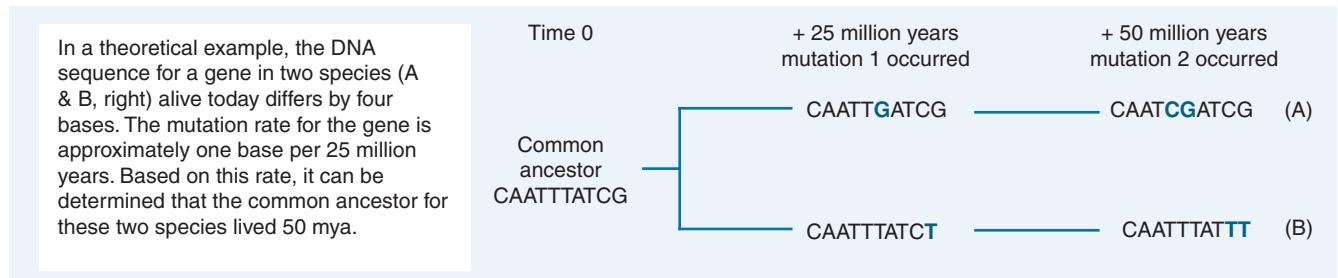 In a theoretical example, the DNA
sequence for a gene in two species (A
& B, right) alive today differs by four
bases. The mutation rate for the gene is
approximately one base per 25 million
years. Based on this rate, it can be
determined that the common ancestor for
these two species lived 50 mya.
Time 0
+ 25 million years
mutation 1 occurred
+ 50 million years
mutation 2 occurred
CAATTGATCG
CAATCGATCG
(A)
Common
ancestor
CAATTTATCG
CAATTTATCT
CAATTTATTT
(B)